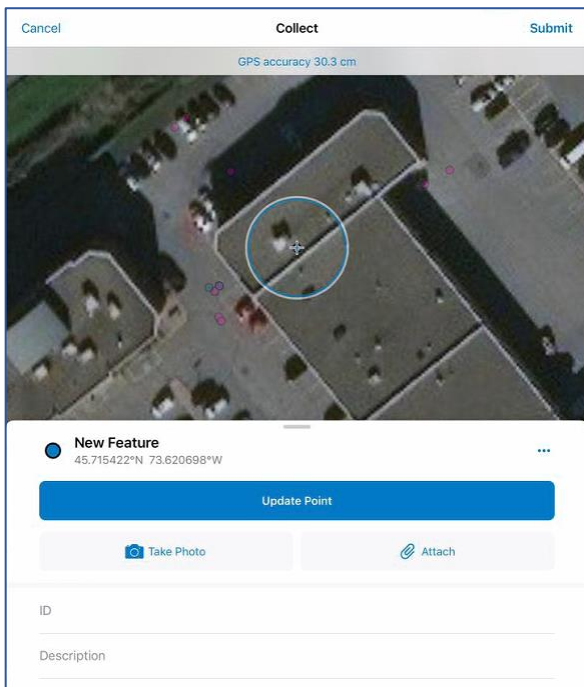 Cancel Collect Submit
GPS accuracy 30.3 cm
New Feature
45.715422°N 73.620698°W
Update Point
Take Photo Attach
ID
Description